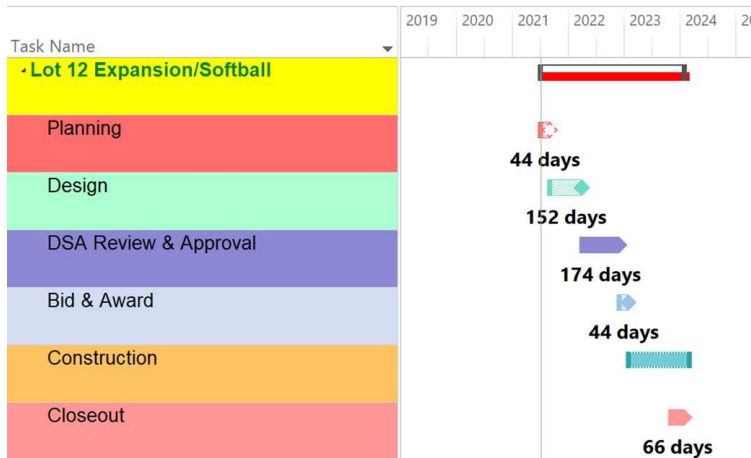 2019 2020 2021 2022 2023 2024
Task Name
Lot 12 Expansion/Softball
Planning
44 days
Design
152 days
DSA Review & Approval
174 days
Bid & Award
44 days
Construction
Closeout
66 days